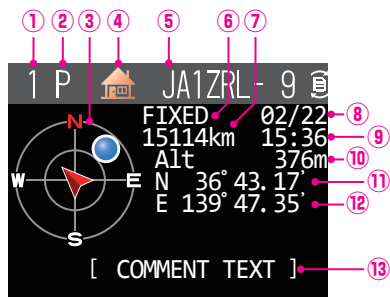 ① ② ③ ④ ⑤ ⑥ ⑦
1 P JA1ZRL- 9
FIXED 02/22 ⑧
15114km 15:36 ⑨
Alt 376m ⑩
N 36°43.17' ⑪
E 139°47.35' ⑫
N
W E
S
[ COMMENT TEXT ] ⑬